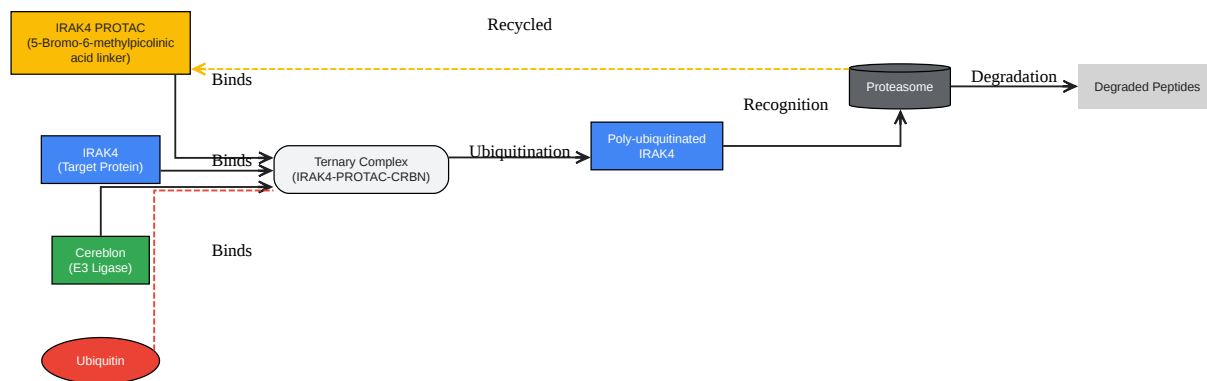 IRAK4 PROTAC
(5-Bromo-6-methylpicolinic
acid linker)
Recycled
Binds
Proteasome
Degradation
Degraded Peptides
Recognition
IRAK4
(Target Protein)
Binds
Ternary Complex
(IRAK4-PROTAC-CRBN)
Ubiquitination
Poly-ubiquitinated
IRAK4
Cereblon
(E3 Ligase)
Binds
Ubiquitin